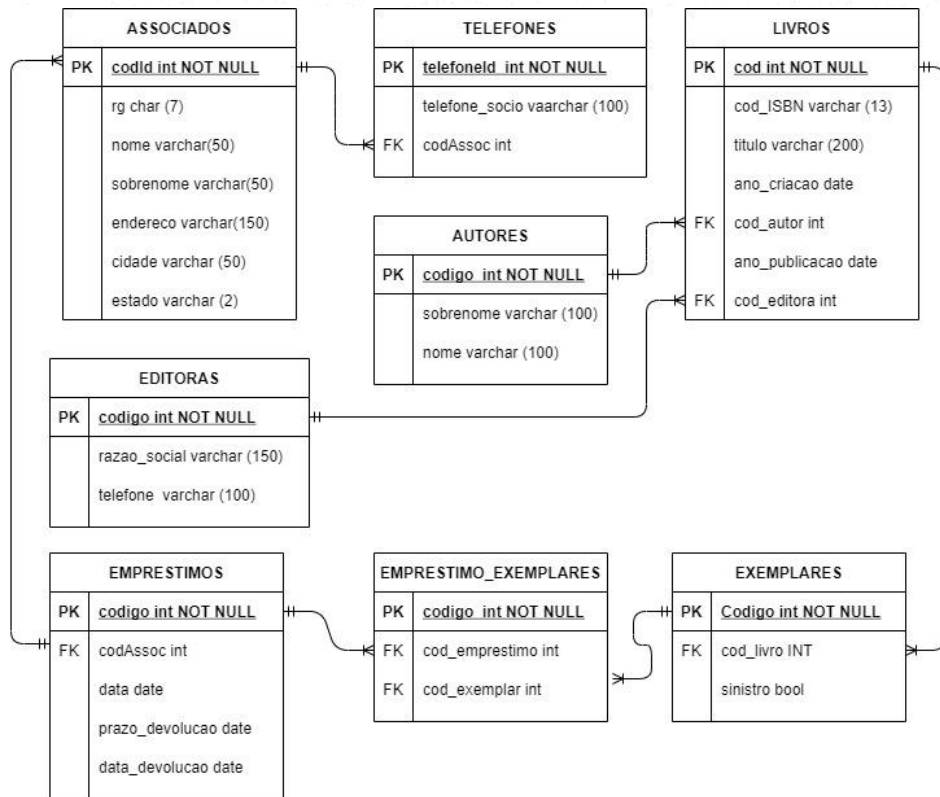 ASSOCIADOS
PK codId int NOT NULL
rg char (7)
nome varchar(50)
sobrenome varchar(50)
endereco varchar(150)
cidade varchar (50)
estado varchar (2)
TELEFONES
PK telefoneId int NOT NULL
telefone_socio vaarchar (100)
FK codAssoc int
LIVROS
PK cod int NOT NULL
cod_ISBN varchar (13)
titulo varchar (200)
ano_criacao date
FK cod_autor int
ano_publicacao date
FK cod_editora int
AUTORES
PK codigo int NOT NULL
sobrenome varchar (100)
nome varchar (100)
EDITORAS
PK codigo int NOT NULL
razao_social varchar (150)
telefone varchar (100)
EMPRESTIMOS
PK codigo int NOT NULL
FK codAssoc int
data date
prazo_devolucao date
data_devolucao date
EMPRESTIMO_EXEMPLARES
PK codigo int NOT NULL
FK cod_emprestimo int
FK cod_exemplar int
EXEMPLARES
PK Codigo int NOT NULL
FK cod_livro INT
sinistro bool